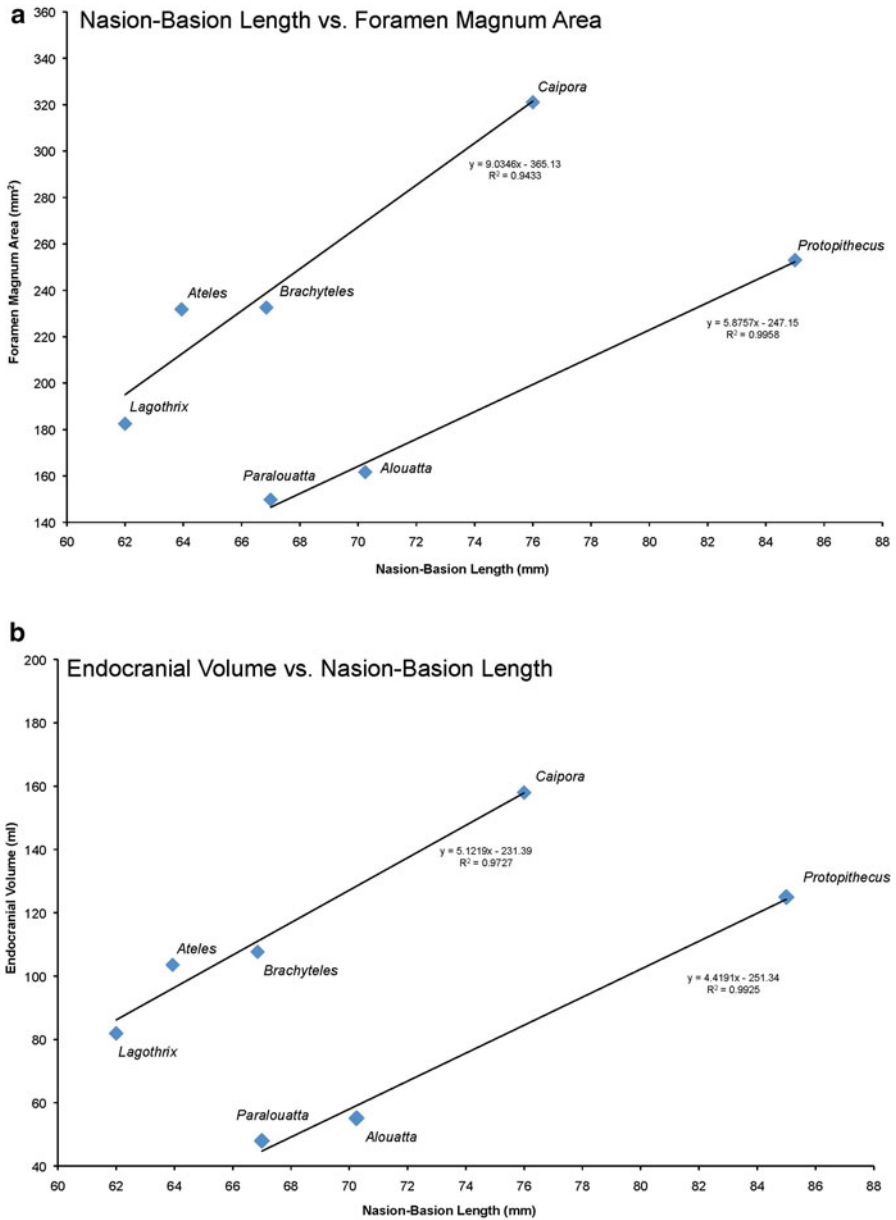 a
Nasion-Basion Length vs. Foramen Magnum Area
360
340
320
300
280
260
240
220
200
180
160
140
Foramen Magnum Area (mm²)
Caipora
y = 9.0346x - 365.13
R² = 0.9433
Protopithecus
y = 5.8757x - 247.15
R² = 0.9958
Ateles
Brachyteles
Lagothrix
Paralouatta
Alouatta
60 62 64 66 68 70 72 74 76 78 80 82 84 86 88
Nasion-Basion Length (mm)
b
Endocranial Volume vs. Nasion-Basion Length
200
180
160
140
120
100
80
60
40
Endocranial Volume (ml)
Caipora
y = 5.1219x - 231.39
R² = 0.9727
Protopithecus
y = 4.4191x - 251.34
R² = 0.9925
Ateles
Brachyteles
Lagothrix
Paralouatta
Alouatta
60 62 64 66 68 70 72 74 76 78 80 82 84 86 88
Nasion-Basion Length (mm)